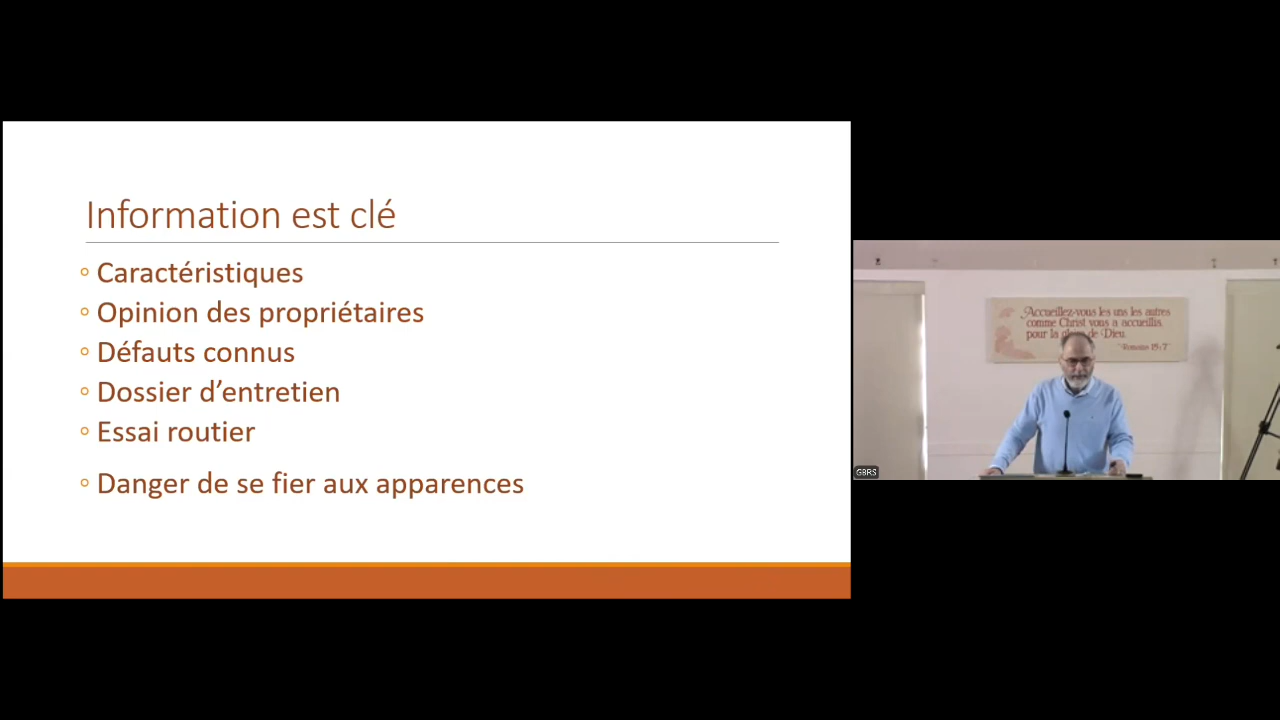 Information est clé
Caractéristiques
Opinion des propriétaires
Défauts connus
Dossier d’entretien
Essai routier
Danger de se fier aux apparences
Accueillez-vous les uns les autres
comme Christ vous a accueillis,
pour la gloire de Dieu.
Romains 15:7
GBRS